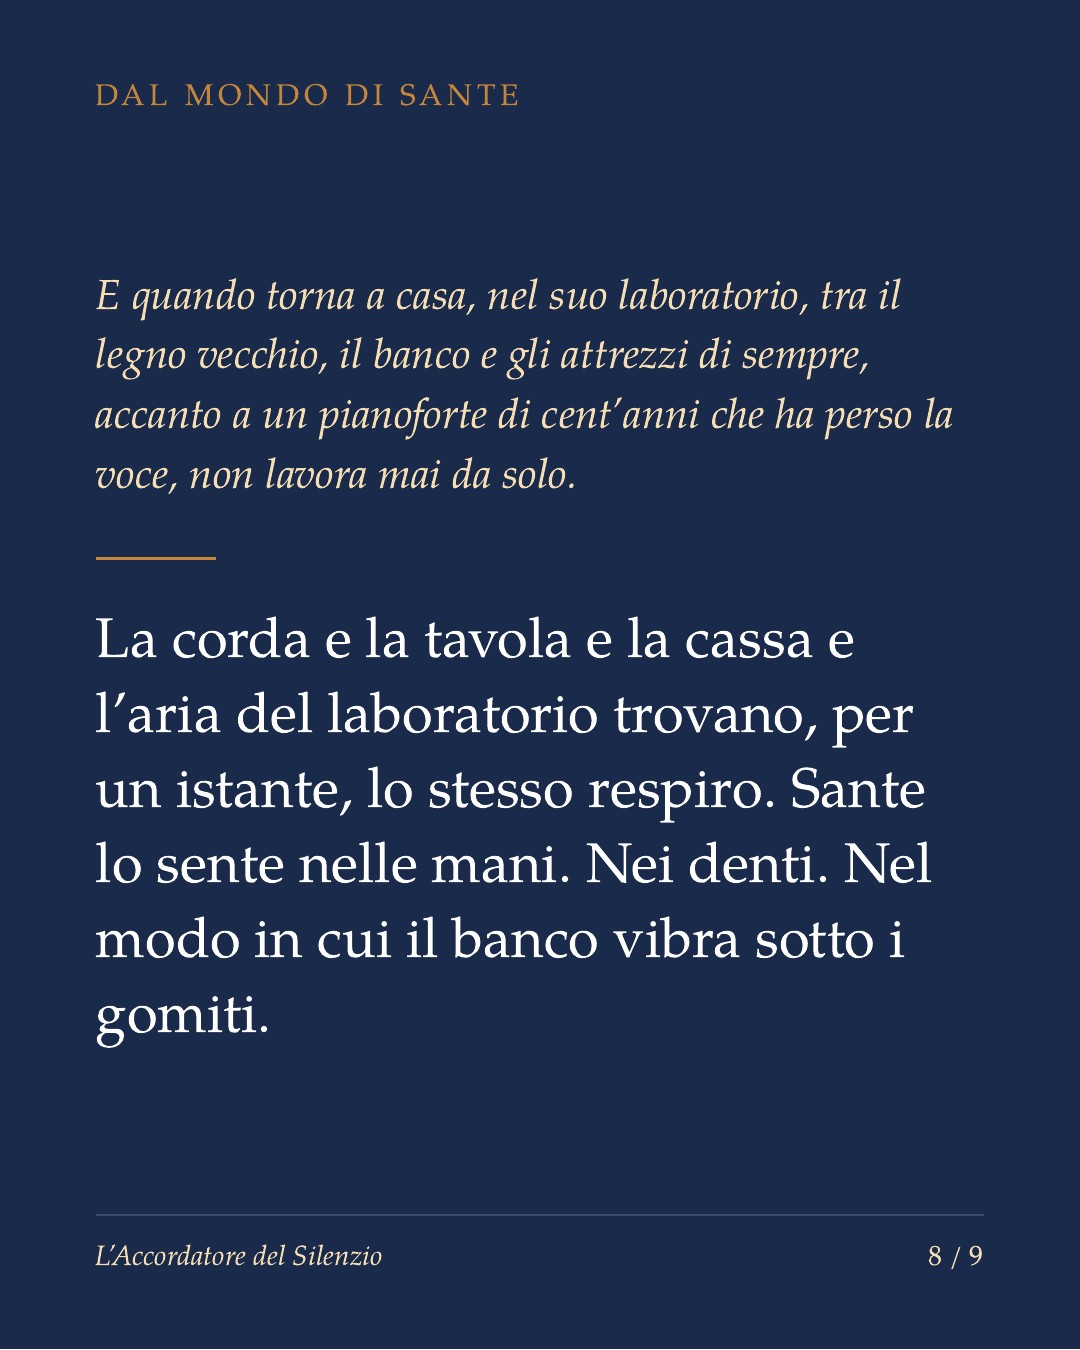 DAL MONDO DI SANTE
E quando torna a casa, nel suo laboratorio, tra il
legno vecchio, il banco e gli attrezzi di sempre,
accanto a un pianoforte di cent’anni che ha perso la
voce, non lavora mai da solo.
La corda e la tavola e la cassa e
l’aria del laboratorio trovano, per
un istante, lo stesso respiro. Sante
lo sente nelle mani. Nei denti. Nel
modo in cui il banco vibra sotto i
gomiti.
L’Accordatore del Silenzio
8 / 9